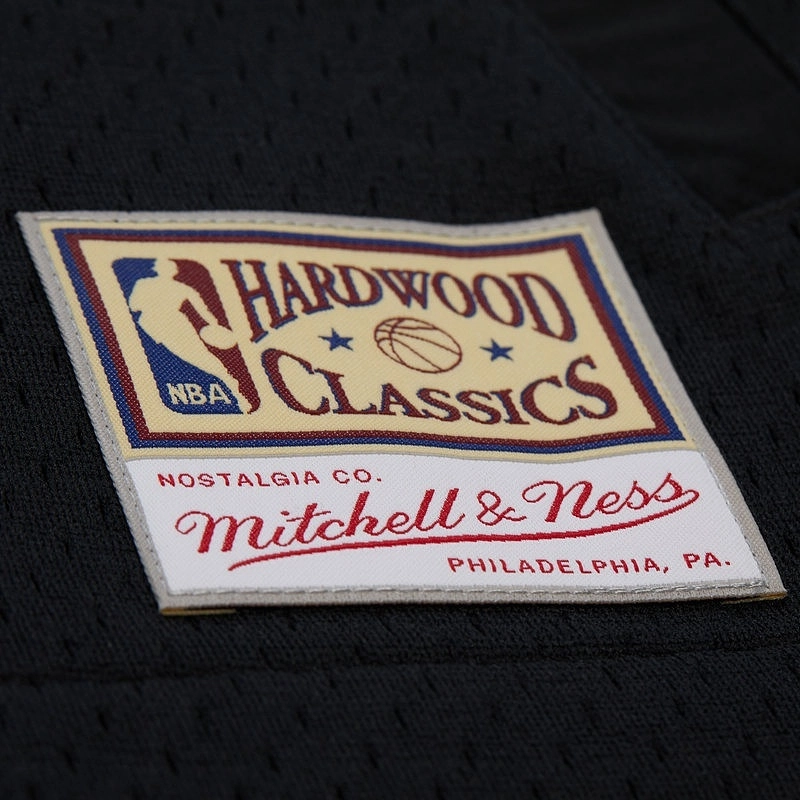 HARDWOOD
CLASSICS
NBA
NOSTALGIA CO.
Mitchell & Ness
PHILADELPHIA, PA.